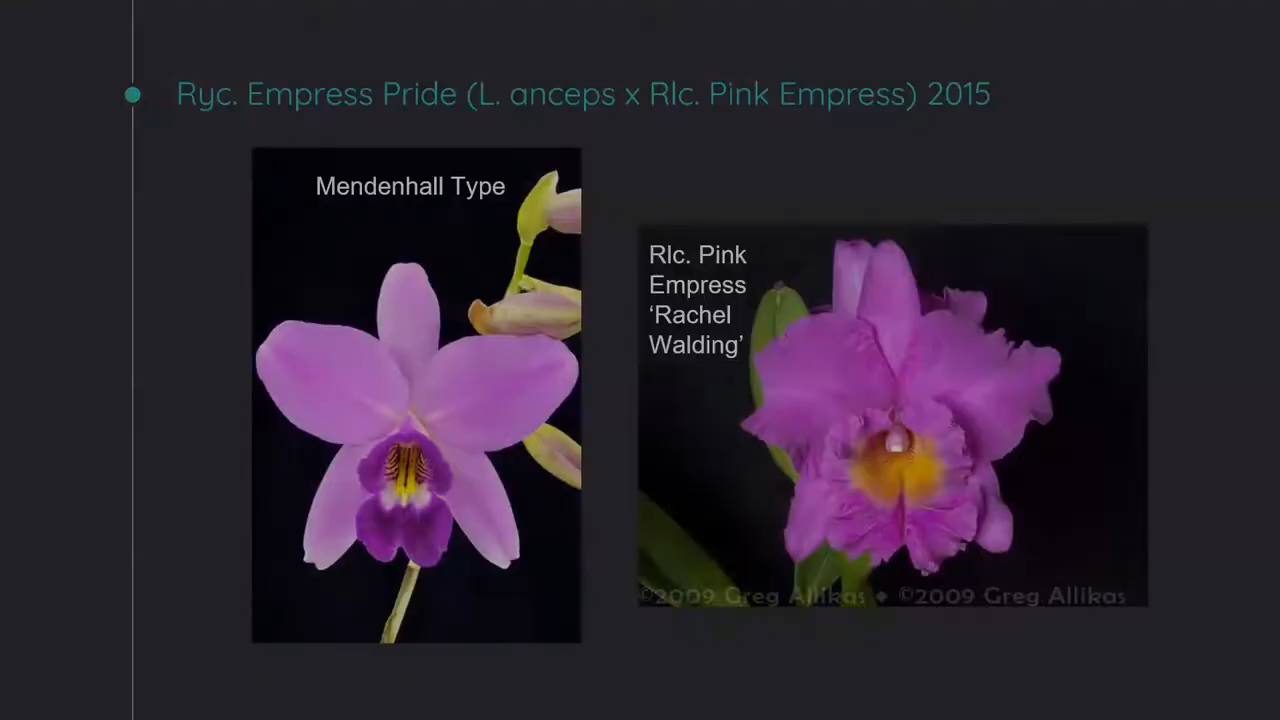 Ryc. Empress Pride (L. anceps x Rlc. Pink Empress) 2015
Mendenhall Type
Rlc. Pink
Empress
‘Rachel
Walding’
©2009 Greg Allikas ♦ ©2009 Greg Allikas